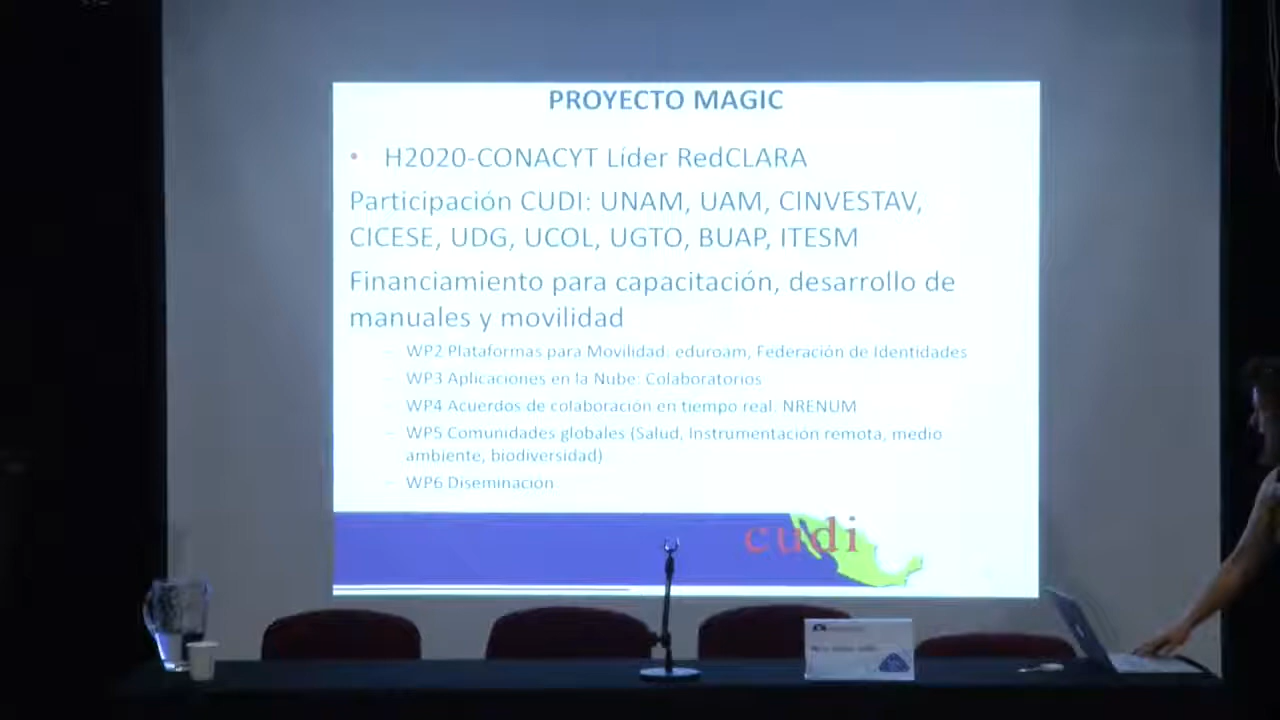 PROYECTO MAGIC
• H2020-CONACYT Líder RedCLARA
Participación CUDI: UNAM, UAM, CINVESTAV,
CICESE, UDG, UCOL, UGTO, BUAP, ITESM
Financiamiento para capacitación, desarrollo de
manuales y movilidad
– WP2 Plataformas para Movilidad: eduroam, Federación de Identidades
– WP3 Aplicaciones en la Nube: Colaboratorios
– WP4 Acuerdos de colaboración en tiempo real. NRENUM
– WP5 Comunidades globales (Salud, Instrumentación remota, medio
ambiente, biodiversidad)
– WP6 Diseminación
cudi